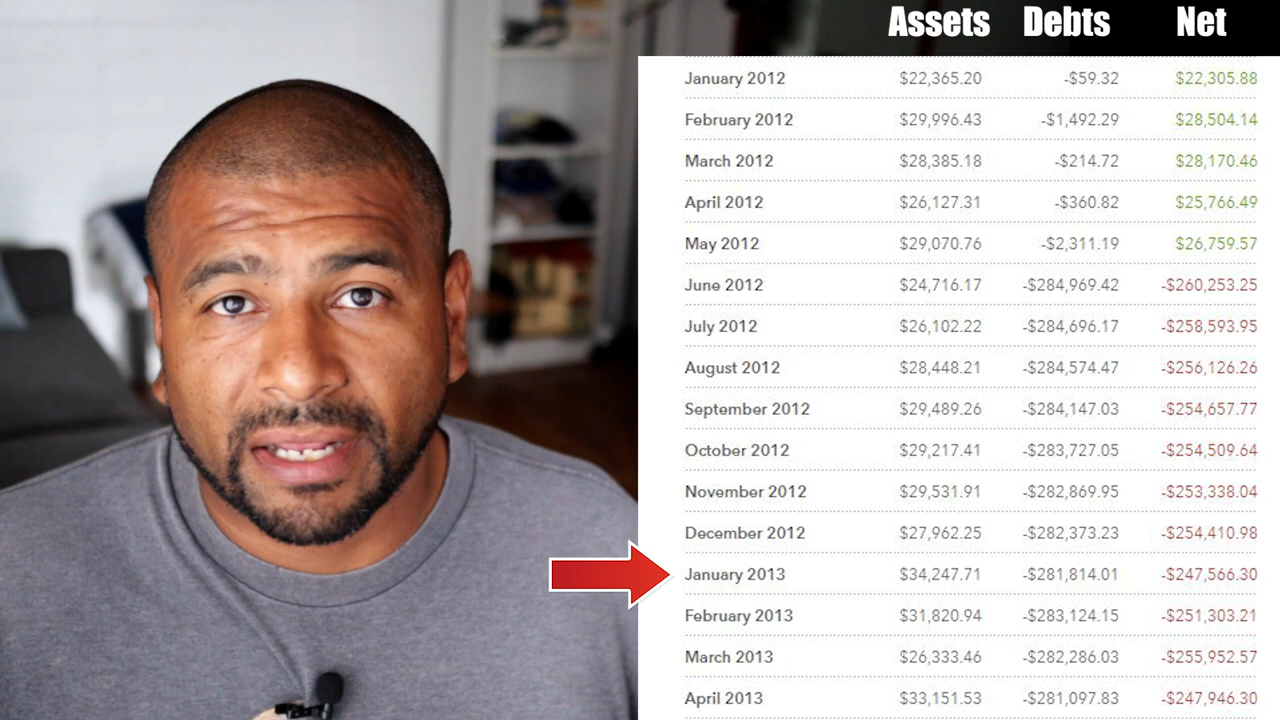 Assets Debts Net
January 2012 $22,365.20 -$59.32 $22,305.88
February 2012 $29,996.43 -$1,492.29 $28,504.14
March 2012 $28,385.18 -$214.72 $28,170.46
April 2012 $26,127.31 -$360.82 $25,766.49
May 2012 $29,070.76 -$2,311.19 $26,759.57
June 2012 $24,716.17 -$284,969.42 -$260,253.25
July 2012 $26,102.22 -$284,696.17 -$258,593.95
August 2012 $28,448.21 -$284,574.47 -$256,126.26
September 2012 $29,489.26 -$284,147.03 -$254,657.77
October 2012 $29,217.41 -$283,727.05 -$254,509.64
November 2012 $29,531.91 -$282,869.95 -$253,338.04
December 2012 $27,962.25 -$282,373.23 -$254,410.98
January 2013 $34,247.71 -$281,814.01 -$247,566.30
February 2013 $31,820.94 -$283,124.15 -$251,303.21
March 2013 $26,333.46 -$282,286.03 -$255,952.57
April 2013 $33,151.53 -$281,097.83 -$247,946.30